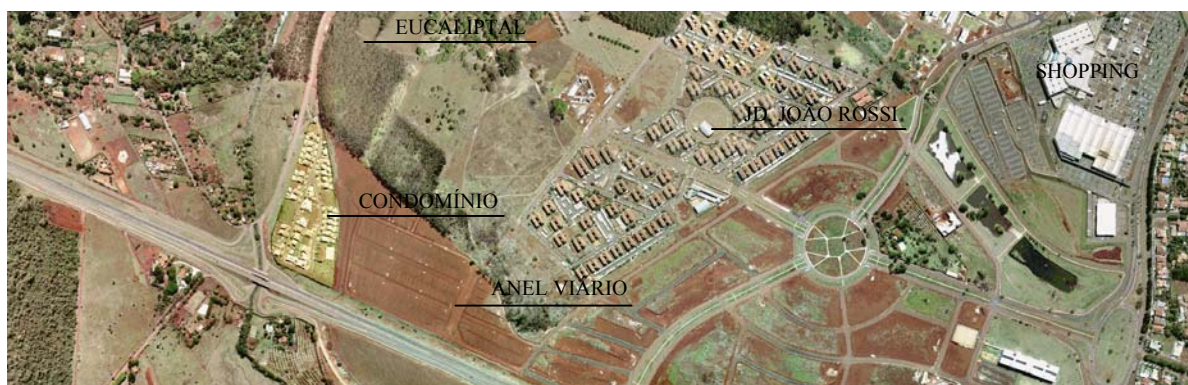 EUCALIPTAL
SHOPPING
JD. JOÃO ROSSI
CONDOMÍNIO
ANEL VIÁRIO